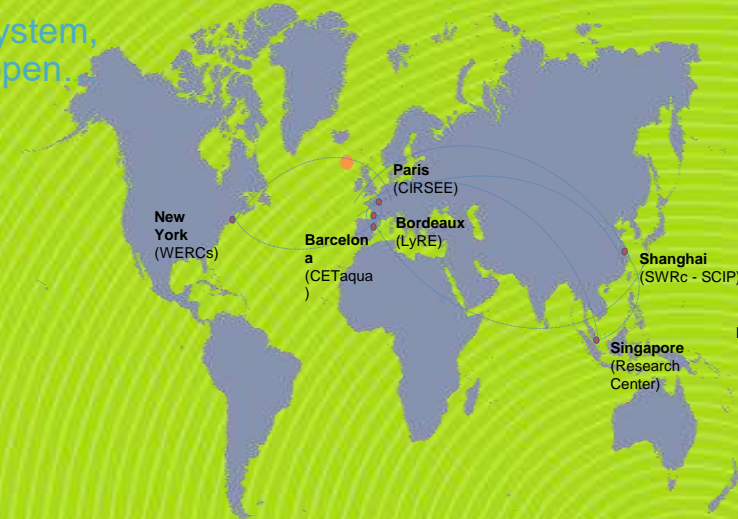 ystem,
pen...
Paris
(CIRSEE)
New
York
(WERCs)
Bordeaux
(LyRE)
Barcelon
a
(CETaqua
)
Shanghai
(SWRc - SCIP)
Singapore
(Research
Center)